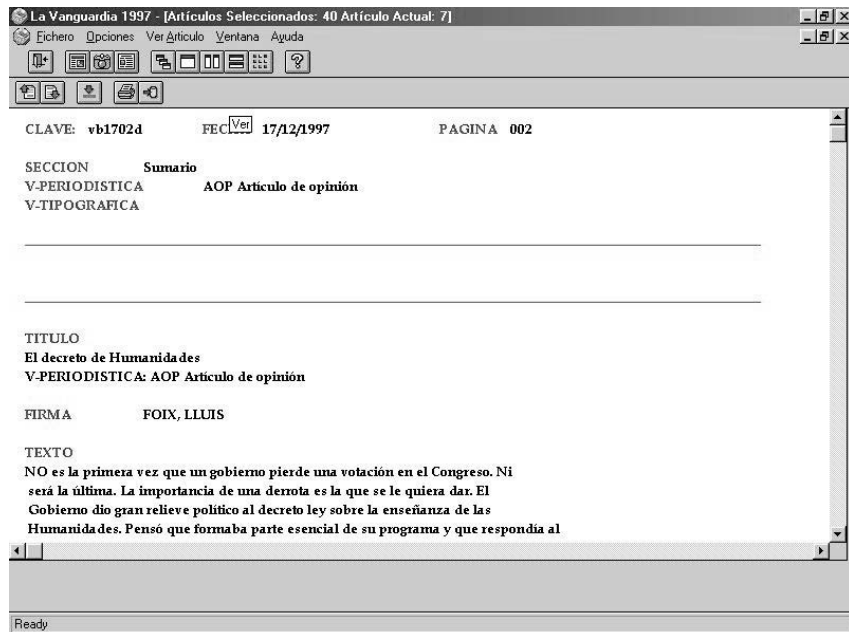 La Vanguardia 1997 - [Artículos Seleccionados: 40 Artículo Actual: 7]
Fichero Opciones Ver Articulo Ventana Ayuda
CLAVE: vb1702d FEC Ver 17/12/1997 PAGINA 002
SECCION Sumario
V-PERIODISTICA AOP Artículo de opinión
V-TIPOGRAFICA
TITULO
El decreto de Humanidades
V-PERIODISTICA: AOP Artículo de opinión
FIRMA FOIX, LLUIS
TEXTO
NO es la primera vez que un gobierno pierde una votación en el Congreso. Ni
será la última. La importancia de una derrota es la que se le quiera dar. El
Gobierno dio gran relieve político al decreto ley sobre la enseñanza de las
Humanidades. Pensó que formaba parte esencial de su programa y que respondía al
Ready